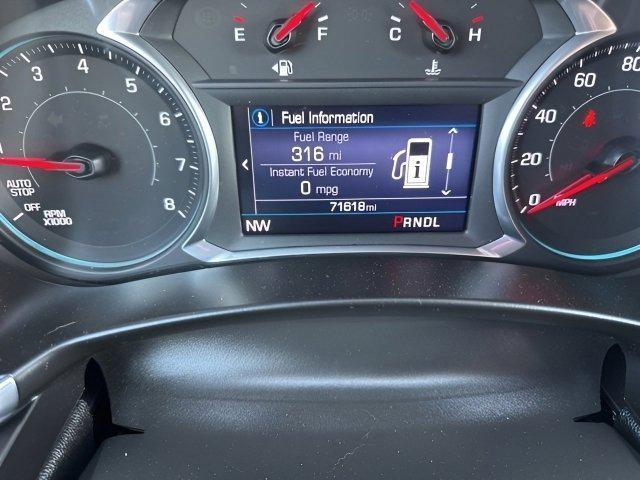 E F C H
Fuel Information
Fuel Range
316 mi
Instant Fuel Economy
0 mpg
71618mi
NW PRNDL
2 3 4 5 6 7 8
AUTO
STOP
OFF
RPM
X1000
0 20 40 60 80
MPH